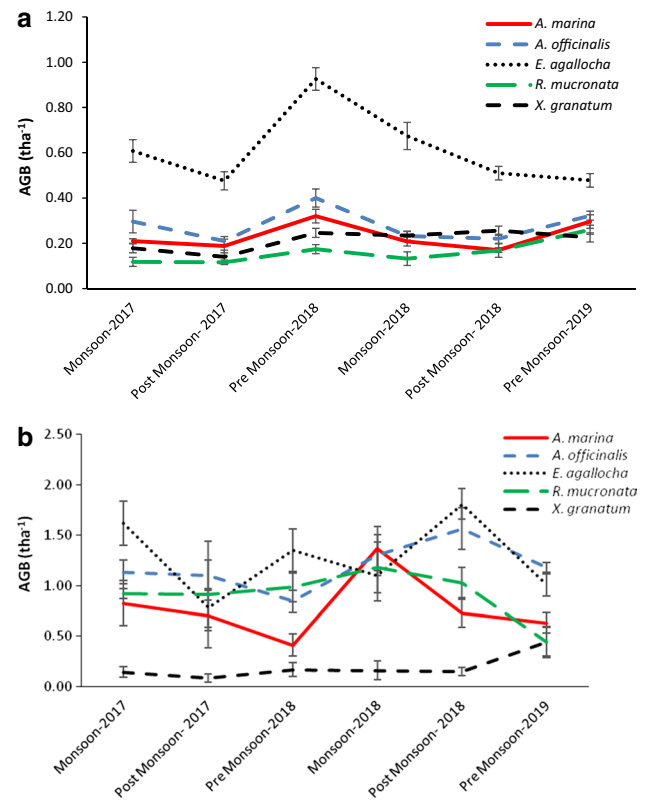 a
1.20
1.00
0.80
0.60
0.40
0.20
0.00
AGB (tha-1)
A. marina
A. officinalis
E. agallocha
R. mucronata
X. granatum
Monsoon-2017
Post Monsoon- 2017
Pre Monsoon-2018
Monsoon-2018
Post Monsoon- 2018
Pre Monsoon-2019
b
2.50
2.00
1.50
1.00
0.50
0.00
AGB (tha-1)
A. marina
A. officinalis
E. agallocha
R. mucronata
X. granatum
Monsoon-2017
Post Monsoon- 2017
Pre Monsoon-2018
Monsoon-2018
Post Monsoon- 2018
Pre Monsoon-2019